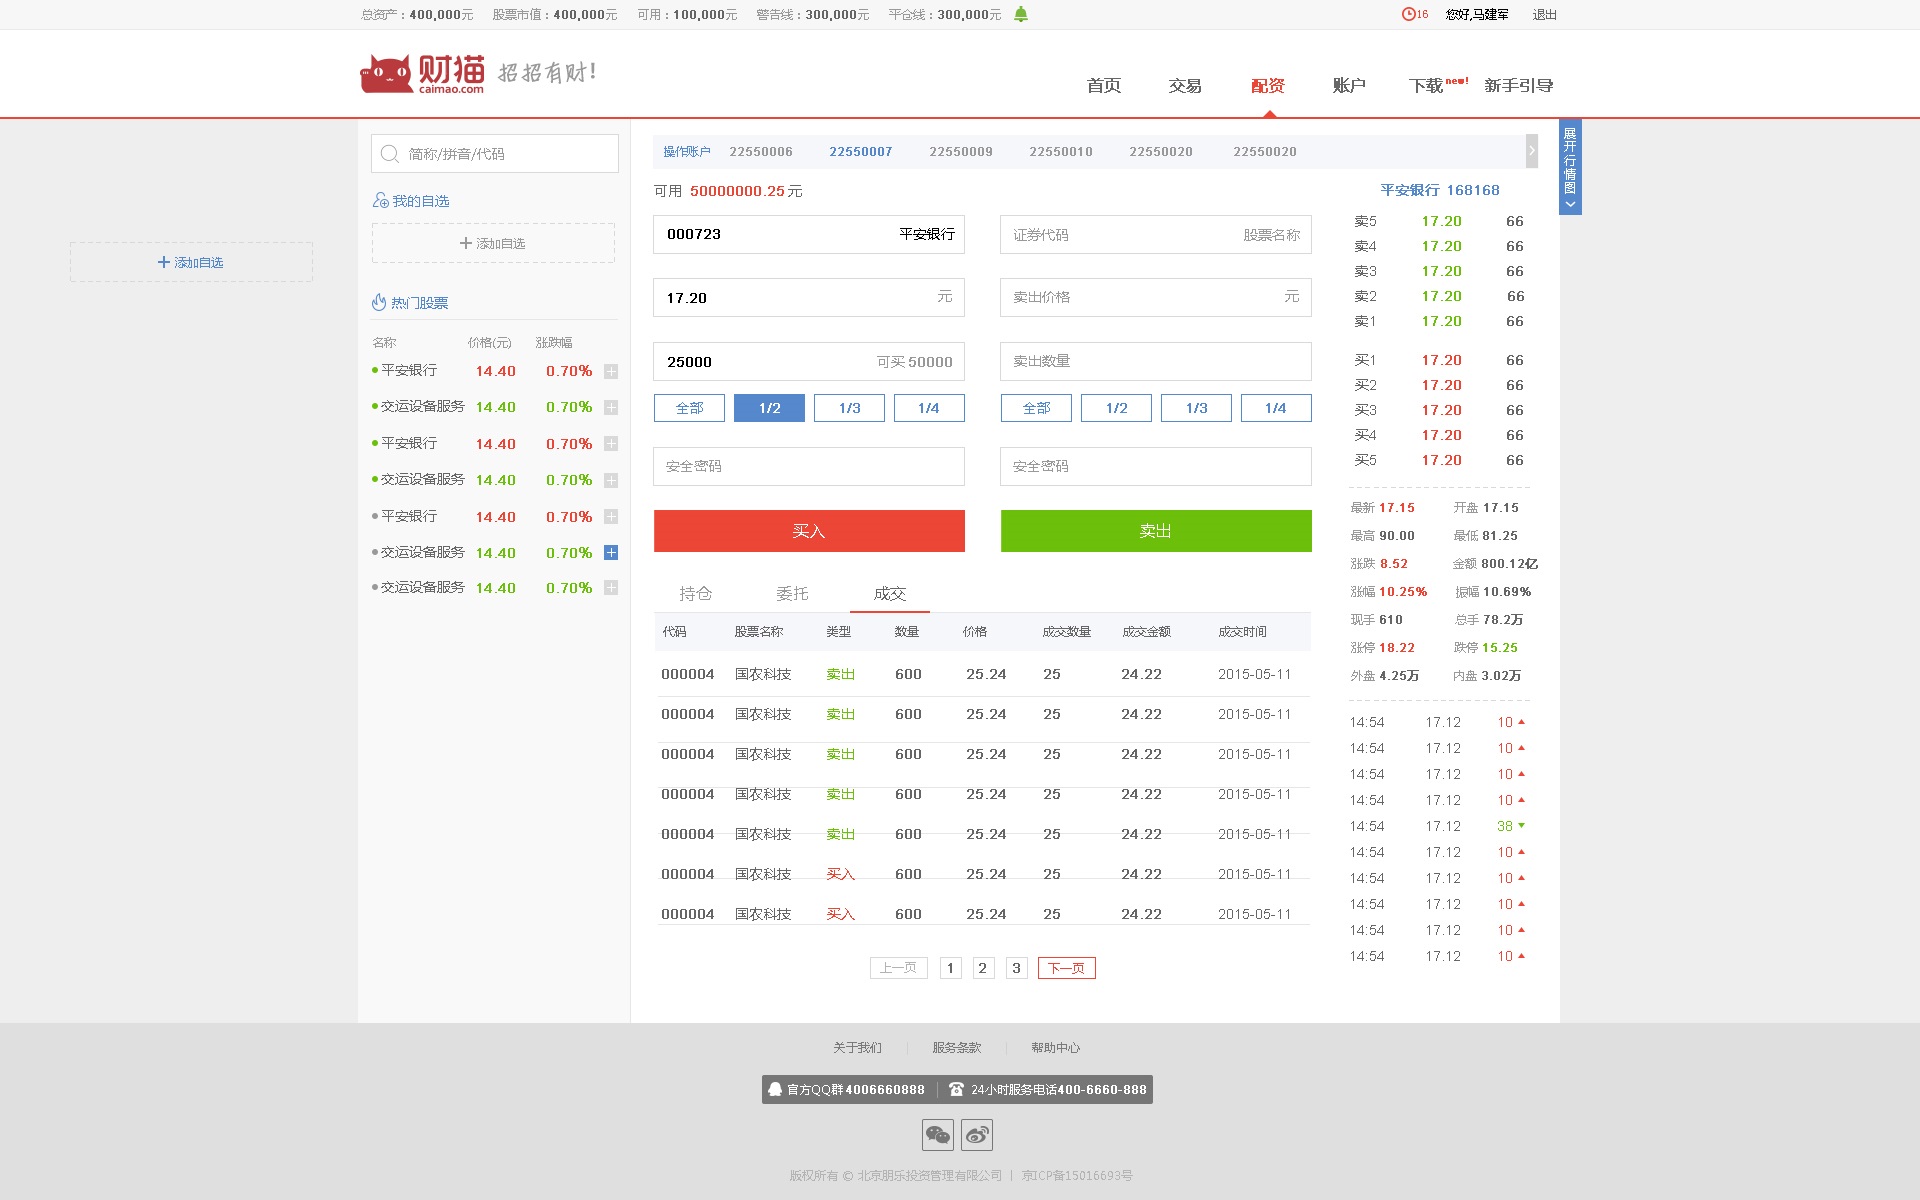 总资产：400,000元 股票市值：400,000元 可用：100,000元 警告线：300,000元 平仓线：300,000元 16 您好,马建军 退出
财猫 caimao.com 招招有财!
首页 交易 配资 账户 下载new! 新手引导
展开行情图
简称/拼音/代码
我的自选
添加自选
添加自选
热门股票
名称 价格(元) 涨跌幅
平安银行 14.40 0.70%
交运设备服务 14.40 0.70%
平安银行 14.40 0.70%
交运设备服务 14.40 0.70%
平安银行 14.40 0.70%
交运设备服务 14.40 0.70%
交运设备服务 14.40 0.70%
操作账户 22550006 22550007 22550009 22550010 22550020 22550020
可用 50000000.25元
000723 平安银行 证券代码 股票名称
17.20 元 卖出价格 元
25000 可买50000 卖出数量
全部 1/2 1/3 1/4 全部 1/2 1/3 1/4
安全密码 安全密码
买入 卖出
持仓 委托 成交
代码 股票名称 类型 数量 价格 成交数量 成交金额 成交时间
000004 国农科技 卖出 600 25.24 25 24.22 2015-05-11
000004 国农科技 卖出 600 25.24 25 24.22 2015-05-11
000004 国农科技 卖出 600 25.24 25 24.22 2015-05-11
000004 国农科技 卖出 600 25.24 25 24.22 2015-05-11
000004 国农科技 卖出 600 25.24 25 24.22 2015-05-11
000004 国农科技 买入 600 25.24 25 24.22 2015-05-11
000004 国农科技 买入 600 25.24 25 24.22 2015-05-11
上一页 1 2 3 下一页
平安银行 168168
卖5 17.20 66
卖4 17.20 66
卖3 17.20 66
卖2 17.20 66
卖1 17.20 66
买1 17.20 66
买2 17.20 66
买3 17.20 66
买4 17.20 66
买5 17.20 66
最新 17.15 开盘 17.15
最高 90.00 最低 81.25
涨跌 8.52 金额 800.12亿
涨幅 10.25% 振幅 10.69%
现手 610 总手 78.2万
涨停 18.22 跌停 15.25
外盘 4.25万 内盘 3.02万
14:54 17.12 10
14:54 17.12 10
14:54 17.12 10
14:54 17.12 10
14:54 17.12 38
14:54 17.12 10
14:54 17.12 10
14:54 17.12 10
14:54 17.12 10
14:54 17.12 10
关于我们 服务条款 帮助中心
官方QQ群4006660888 24小时服务电话400-6660-888
版权所有 © 北京朋乐投资管理有限公司 | 京ICP备15016693号